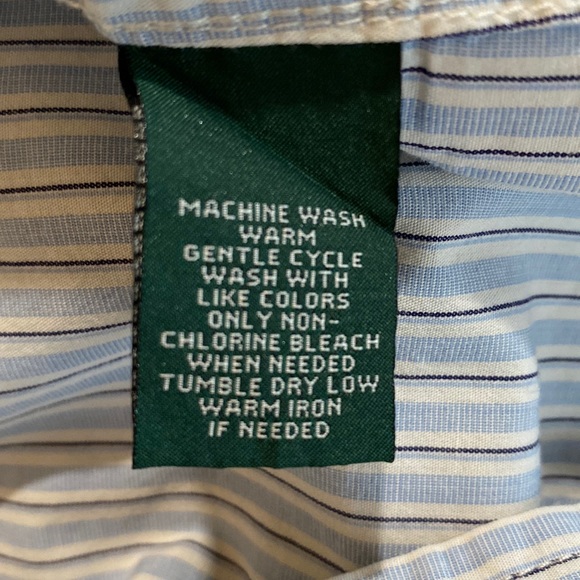 MACHINE WASH
WARM
GENTLE CYCLE
WASH WITH
LIKE COLORS
ONLY NON-
CHLORINE BLEACH
WHEN NEEDED
TUMBLE DRY LOW
WARM IRON
IF NEEDED